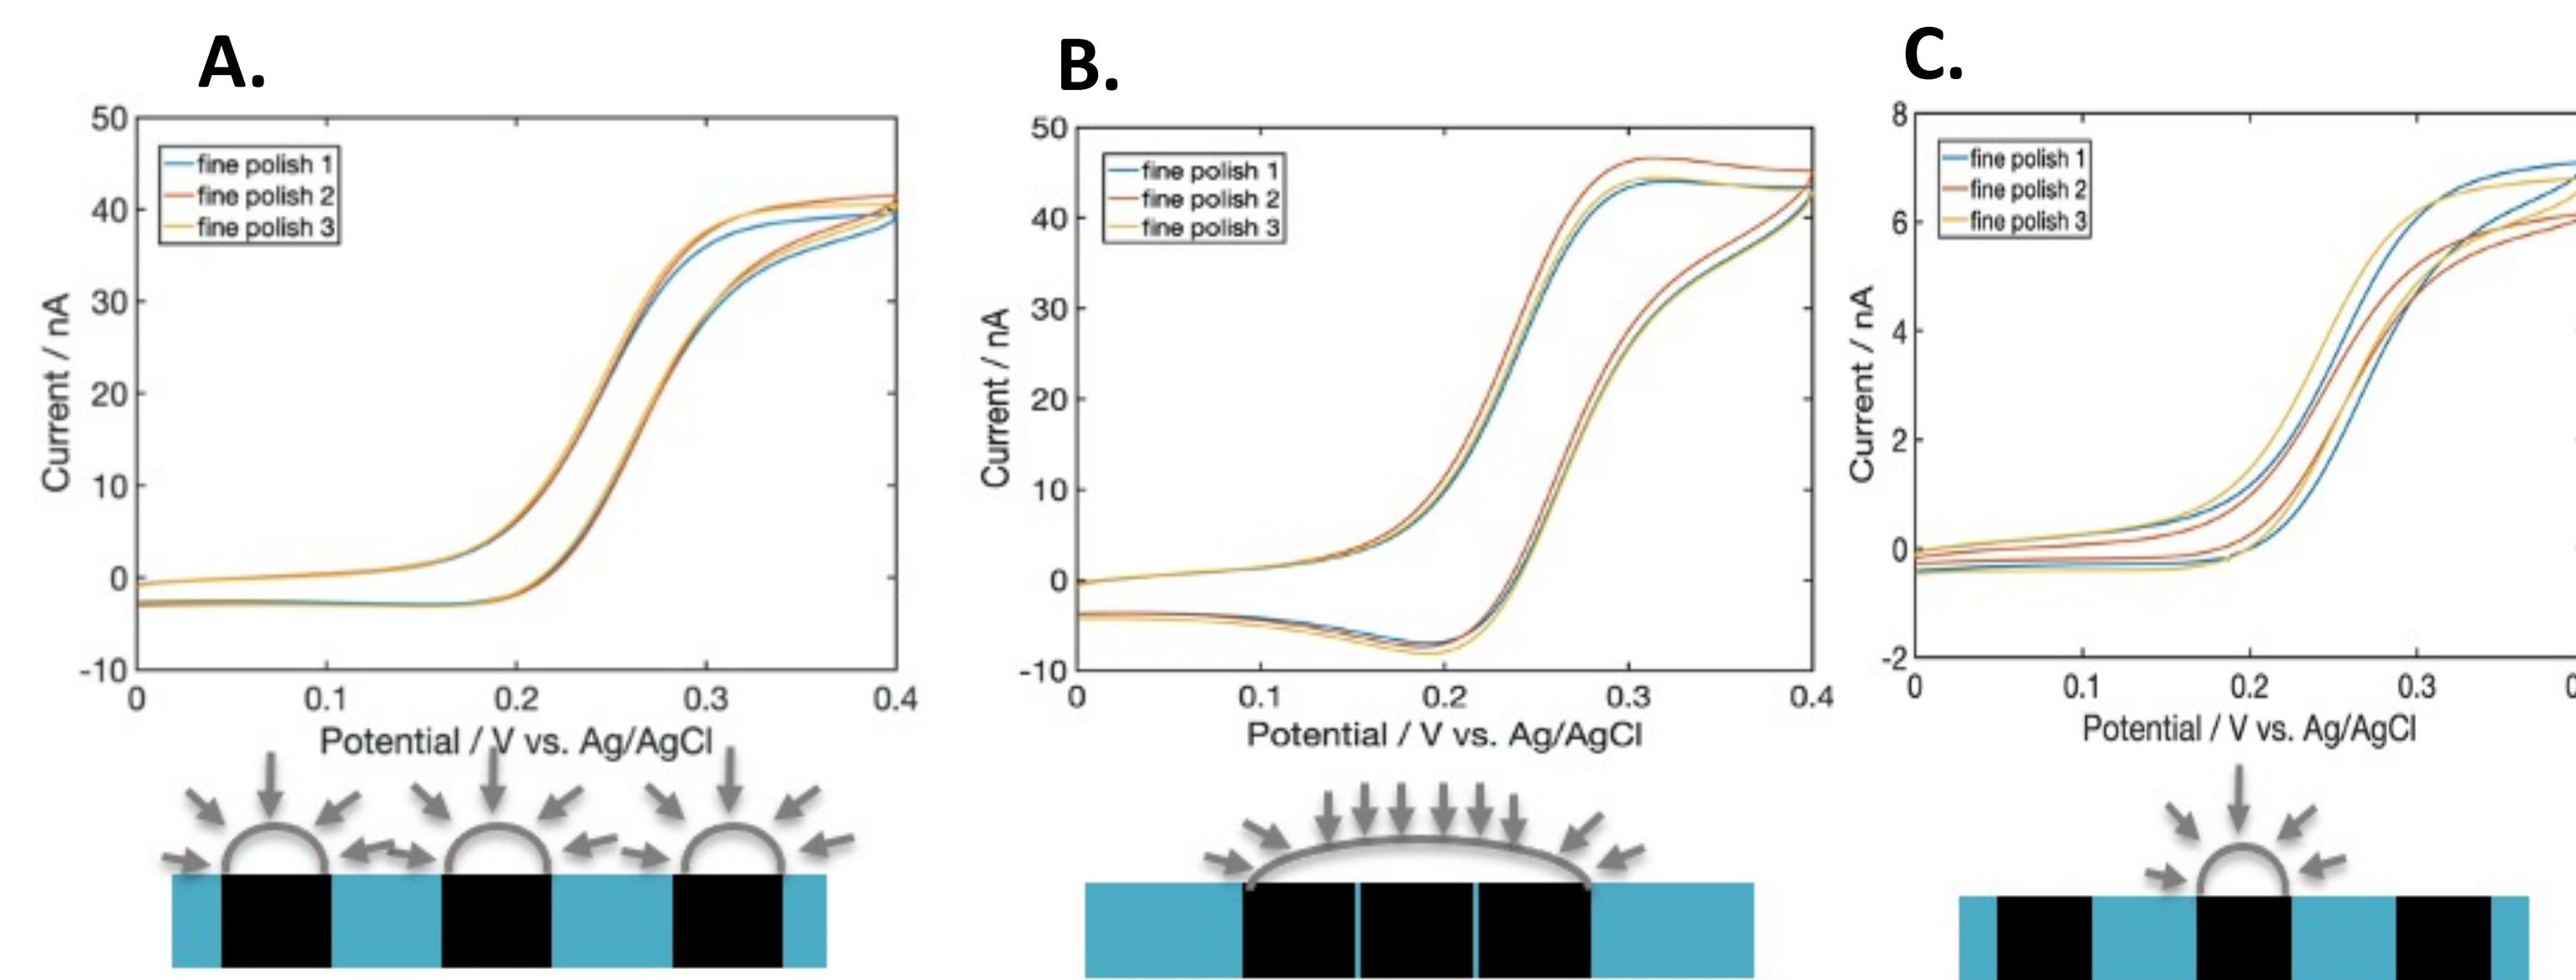 A.
50
40
30
20
10
0
-10
fine polish 1
fine polish 2
fine polish 3
Current / nA
0 0.1 0.2 0.3 0.4
Potential / V vs. Ag/AgCl
B.
50
40
30
20
10
0
-10
fine polish 1
fine polish 2
fine polish 3
Current / nA
0 0.1 0.2 0.3 0.4
Potential / V vs. Ag/AgCl
C.
8
6
4
2
0
-2
fine polish 1
fine polish 2
fine polish 3
Current / nA
0 0.1 0.2 0.3
Potential / V vs. Ag/AgCl